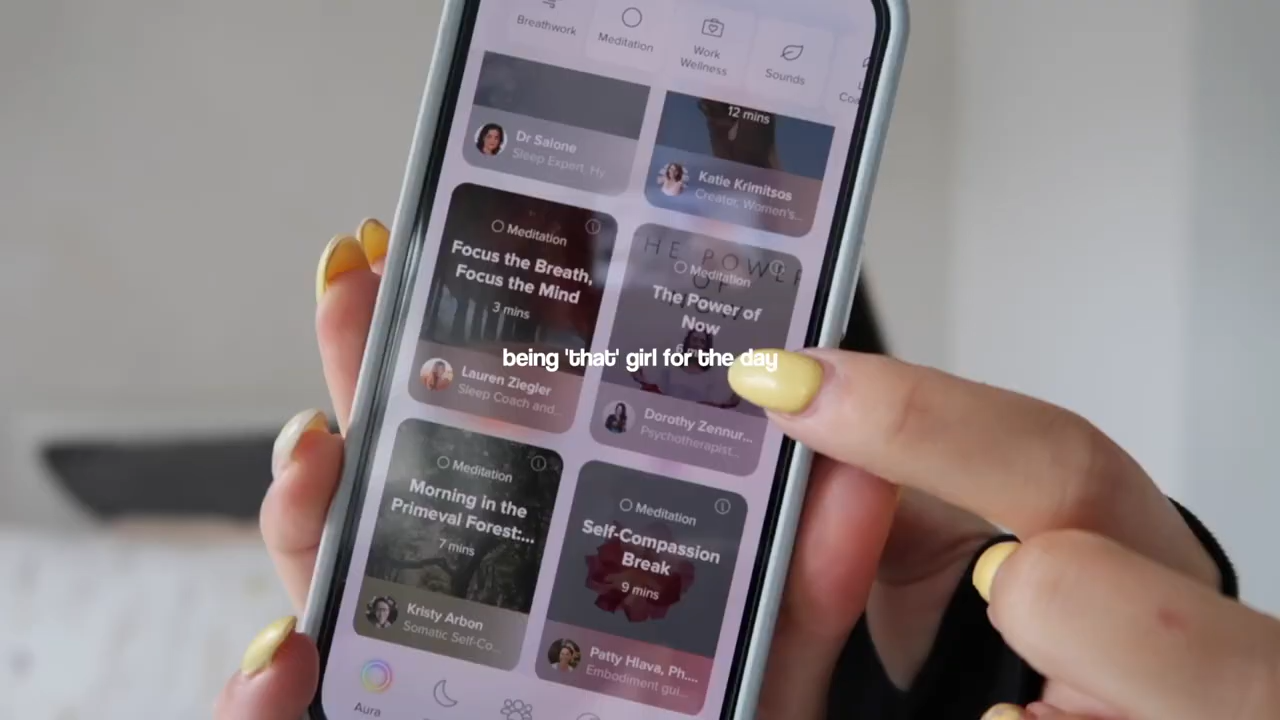 Breathwork
Meditation
Work
Wellness
Sounds
12 mins
Dr Salone
Sleep Expert, Hy
Katie Krimitsos
Creator, Women's...
Meditation
Focus the Breath,
Focus the Mind
3 mins
Lauren Ziegler
Sleep Coach and...
HE POWER
OF
Meditation
The Power of
Now
being 'that' girl for the day
Dorothy Zennur...
Psychotherapist...
Meditation
Morning in the
Primeval Forest:...
7 mins
Kristy Arbon
Somatic Self-Co...
Meditation
Self-Compassion
Break
9 mins
Patty Hlava, Ph....
Embodiment gui...
Aura